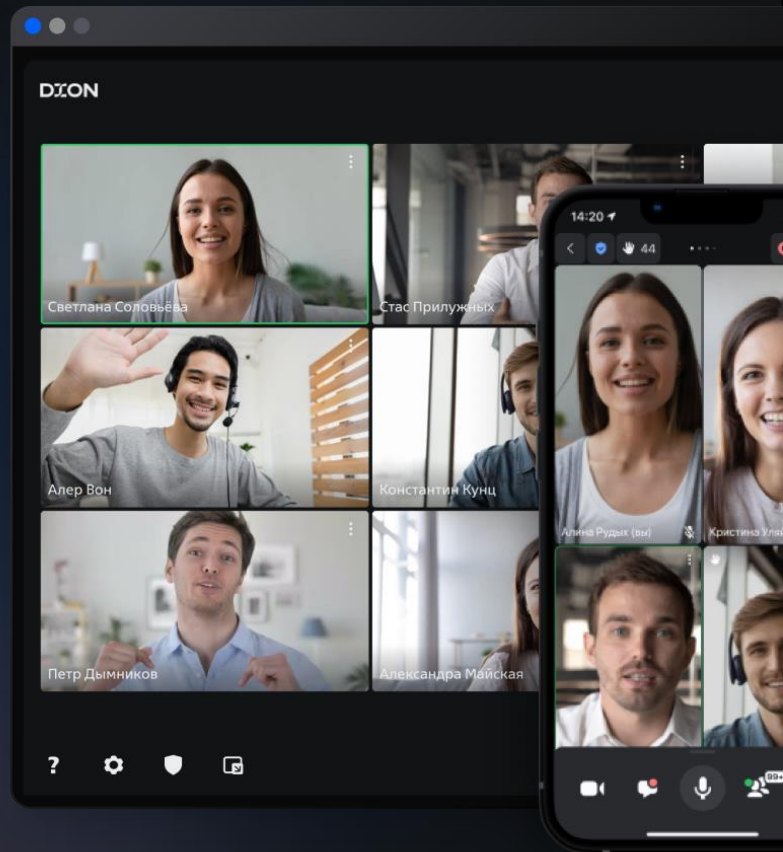 DION
Светлана Соловьёва
Стас Прилужных
Алер Вон
Константин Кунц
Петр Дымников
Александра Майская
?
14:20
44
Алина Рудых (вы)
Кристина
99+